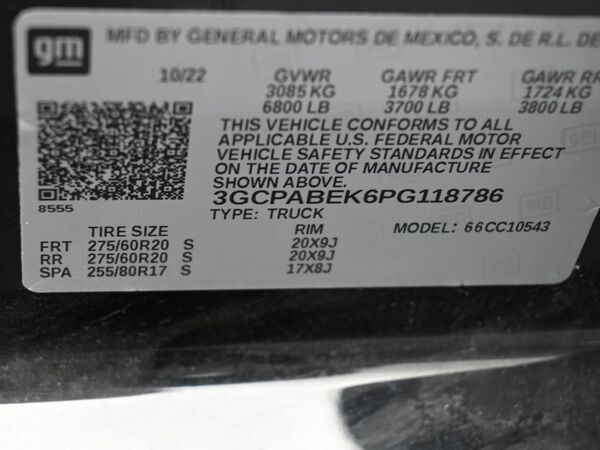 gm MFD BY GENERAL MOTORS DE MEXICO, S. DE R.L. DE
10/22 GVWR GAWR FRT GAWR RR
3085 KG 1678 KG 1724 KG
6800 LB 3700 LB 3800 LB
THIS VEHICLE CONFORMS TO ALL
APPLICABLE U.S. FEDERAL MOTOR
VEHICLE SAFETY STANDARDS IN EFFECT
ON THE DATE OF MANUFACTURE
SHOWN ABOVE.
8555 3GCPABEK6PG118786
TYPE: TRUCK MODEL: 66CC10543
TIRE SIZE RIM
FRT 275/60R20 S 20X9J
RR 275/60R20 S 20X9J
SPA 255/80R17 S 17X8J